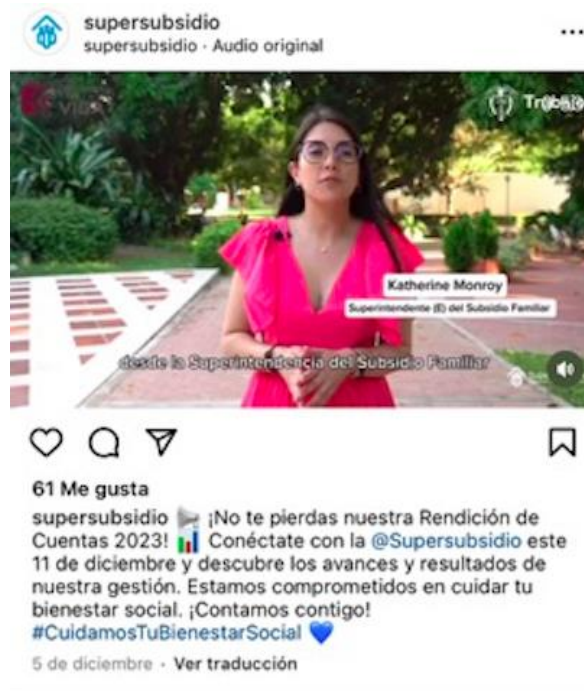 supersubsidio
supersubsidio · Audio original
Trabajo
Katherine Monroy
Superintendente (E) del Subsidio Familiar
desde la Superintendencia del Subsidio Familiar
61 Me gusta
supersubsidio 📢 ¡No te pierdas nuestra Rendición de
Cuentas 2023! 📊 Conéctate con la @Supersubsidio este
11 de diciembre y descubre los avances y resultados de
nuestra gestión. Estamos comprometidos en cuidar tu
bienestar social. ¡Contamos contigo!
#CuidamosTuBienestarSocial 💙
5 de diciembre · Ver traducción